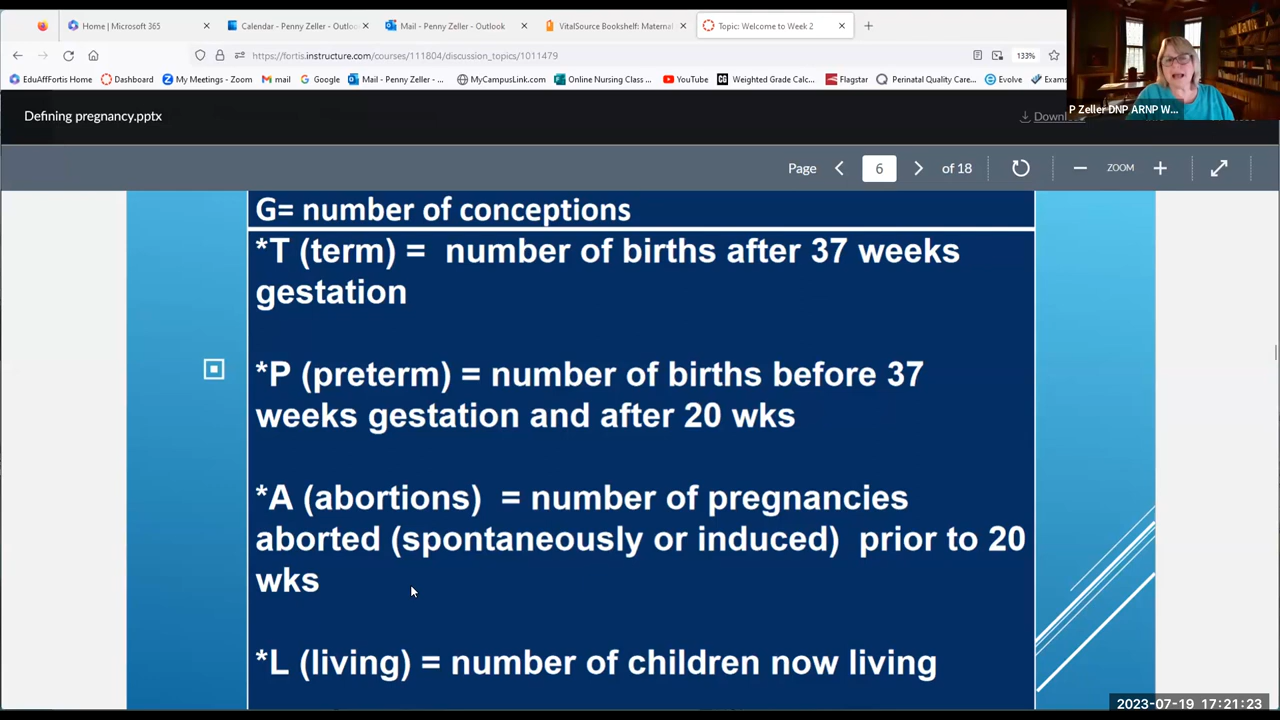 Home | Microsoft 365
Calendar - Penny Zeller - Outloo
Mail - Penny Zeller - Outlook
VitalSource Bookshelf: Maternal
Topic: Welcome to Week 2
https://fortis.instructure.com/courses/111804/discussion_topics/1011479
133%
EduAffFortis Home
Dashboard
My Meetings - Zoom
mail
Google
Mail - Penny Zeller - ...
MyCampusLink.com
Online Nursing Class ...
YouTube
Weighted Grade Calc...
Flagstar
Perinatal Quality Care...
Evolve
Exams
P Zeller DNP ARNP W...
Defining pregnancy.pptx
Download
Page 6 of 18
ZOOM
G= number of conceptions
*T (term) = number of births after 37 weeks
gestation
*P (preterm) = number of births before 37
weeks gestation and after 20 wks
*A (abortions) = number of pregnancies
aborted (spontaneously or induced) prior to 20
wks
*L (living) = number of children now living
2023-07-19 17:21:23